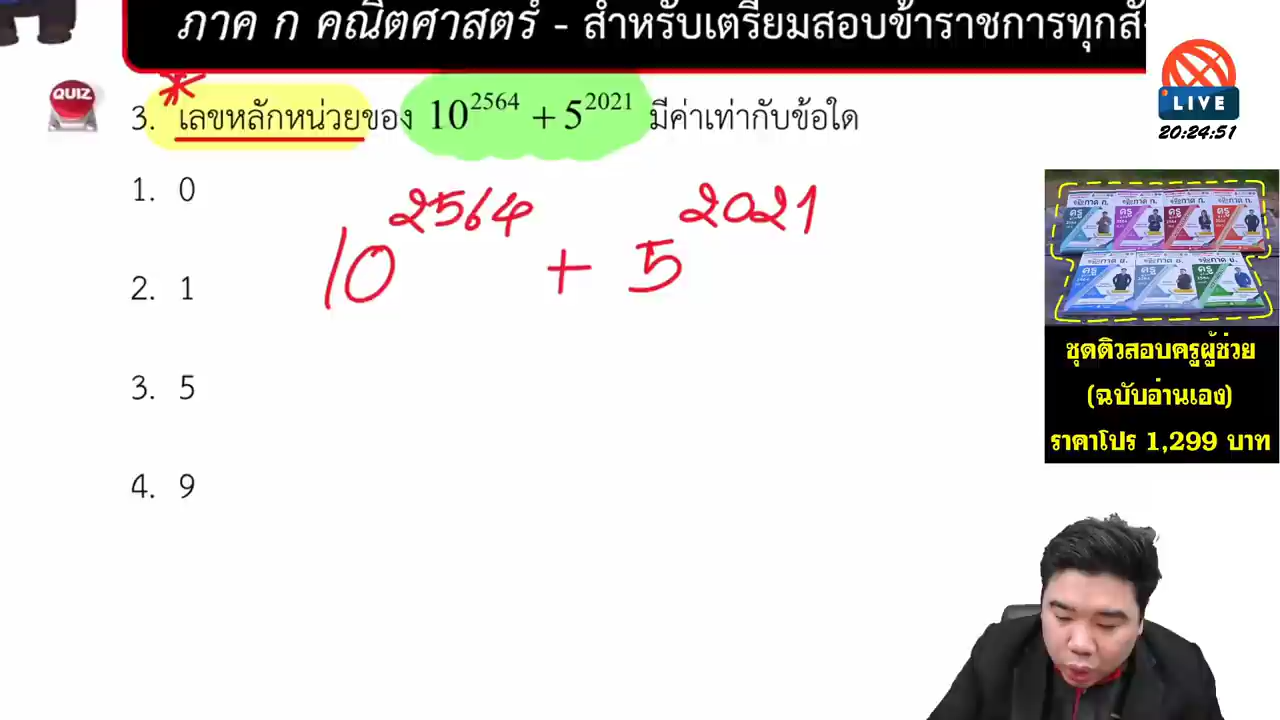 ภาค ก คณิตศาสตร์ - สำหรับเตรียมสอบข้าราชการทุกสั
LIVE
20:24:51
QUIZ
3. เลขหลักหน่วยของ 10^2564 + 5^2021 มีค่าเท่ากับข้อใด
1. 0
10^2564 + 5^2021
2. 1
3. 5
4. 9
ชุดติวสอบครูผู้ช่วย
(ฉบับอ่านเอง)
ราคาโปร 1,299 บาท